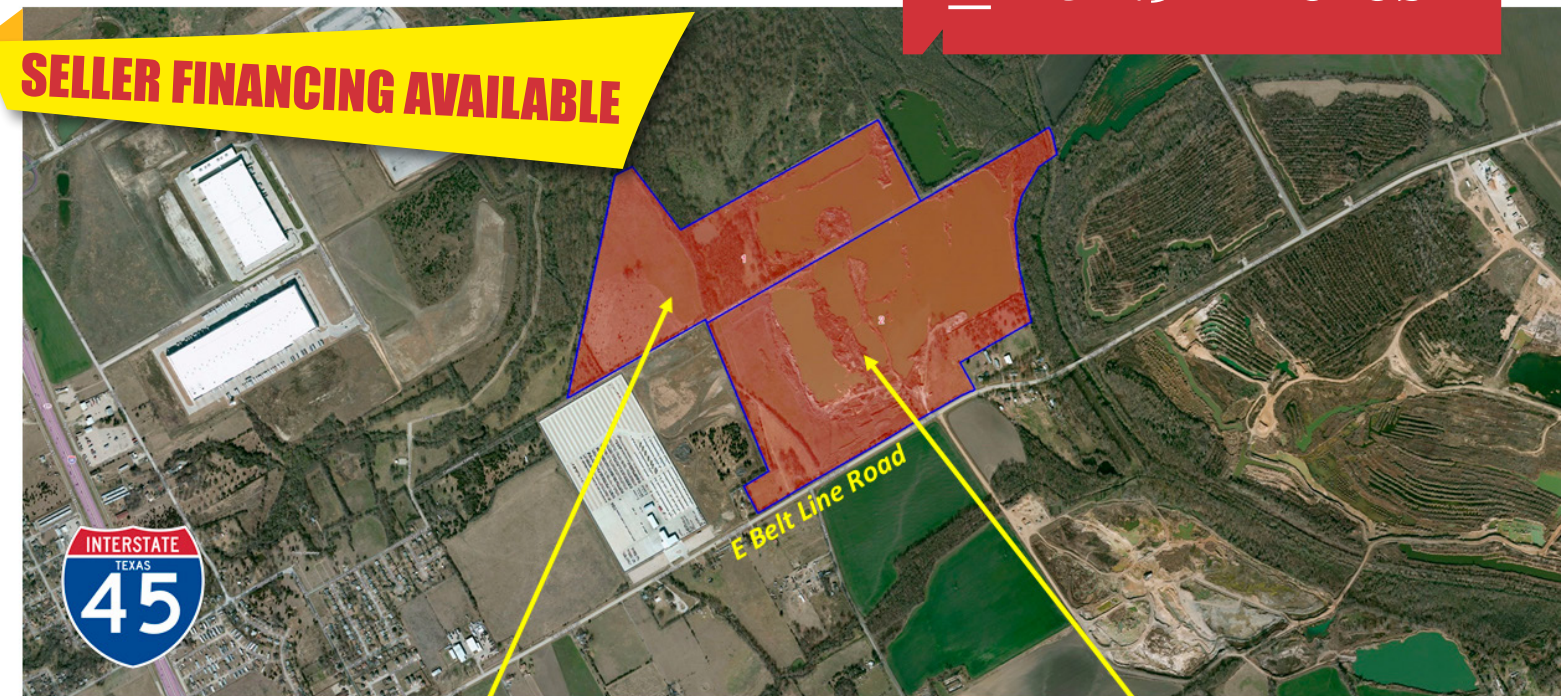 SELLER FINANCING AVAILABLE
E Belt Line Road
INTERSTATE
TEXAS
45